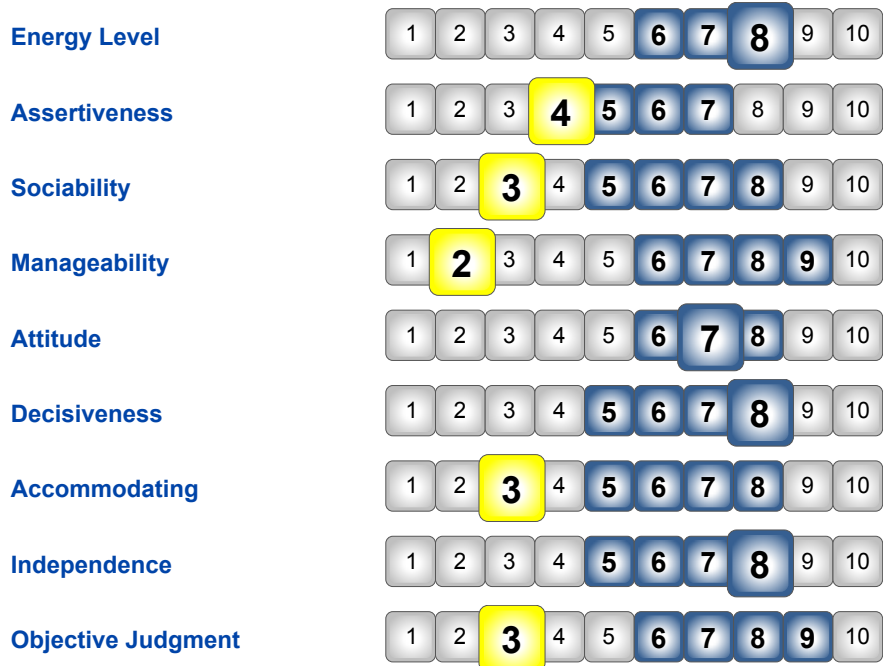 Energy Level 1 2 3 4 5 6 7 8 9 10
Assertiveness 1 2 3 4 5 6 7 8 9 10
Sociability 1 2 3 4 5 6 7 8 9 10
Manageability 1 2 3 4 5 6 7 8 9 10
Attitude 1 2 3 4 5 6 7 8 9 10
Decisiveness 1 2 3 4 5 6 7 8 9 10
Accommodating 1 2 3 4 5 6 7 8 9 10
Independence 1 2 3 4 5 6 7 8 9 10
Objective Judgment 1 2 3 4 5 6 7 8 9 10